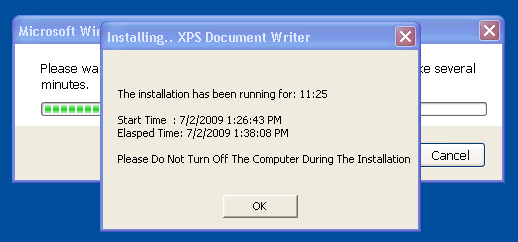 Microsoft Win
Installing.. XPS Document Writer
Please wa
ke several
minutes.
The installation has been running for: 11:25
Start Time : 7/2/2009 1:26:43 PM
Elasped Time: 7/2/2009 1:38:08 PM
Please Do Not Turn Off The Computer During The Installation
Cancel
OK